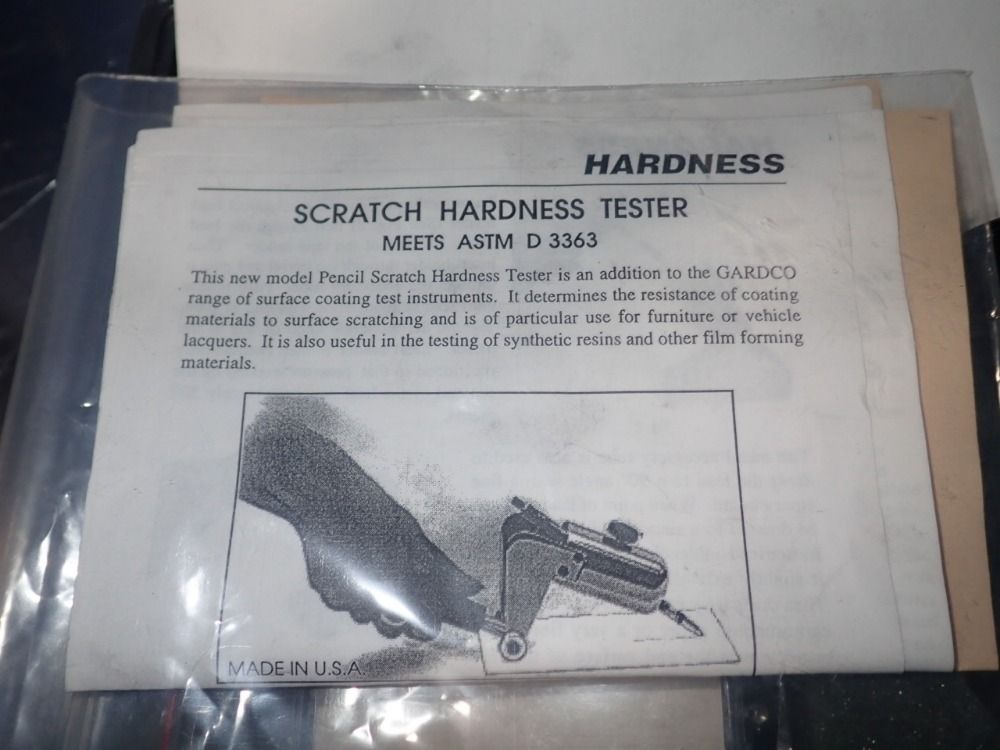 HARDNESS
SCRATCH HARDNESS TESTER
MEETS ASTM D 3363
This new model Pencil Scratch Hardness Tester is an addition to the GARDCO
range of surface coating test instruments. It determines the resistance of coating
materials to surface scratching and is of particular use for furniture or vehicle
lacquers. It is also useful in the testing of synthetic resins and other film forming
materials.
MADE IN U.S.A.